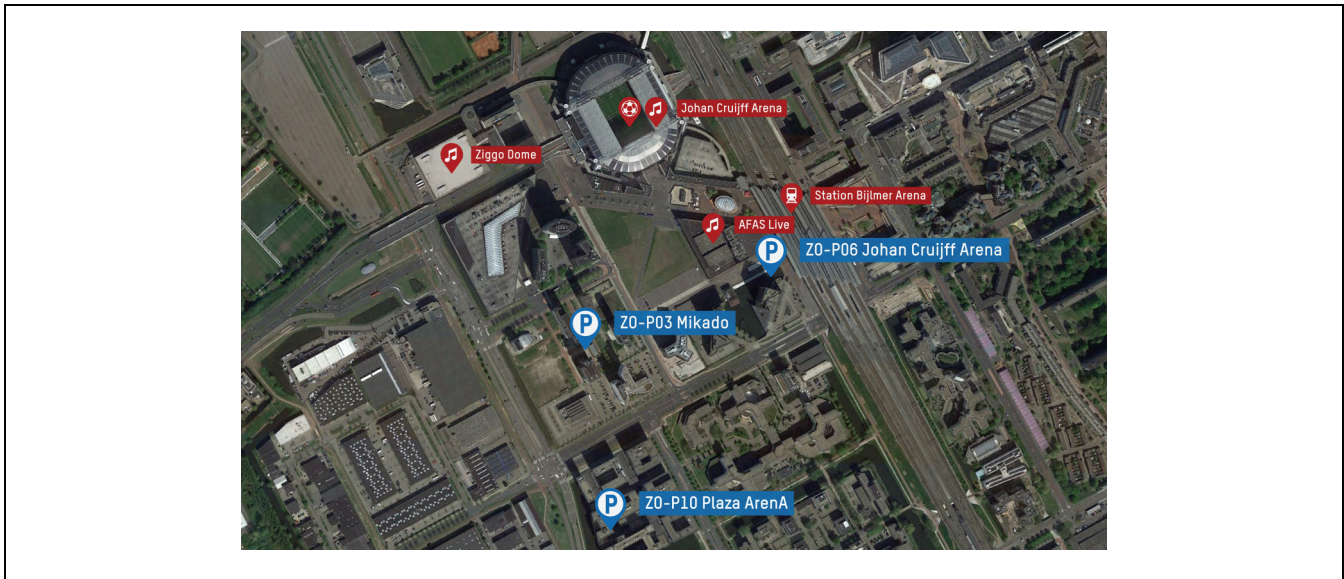 Johan Cruijff Arena
Ziggo Dome
Station Bijlmer Arena
AFAS Live
P ZO-P06 Johan Cruijff Arena
P ZO-P03 Mikado
P ZO-P10 Plaza ArenA